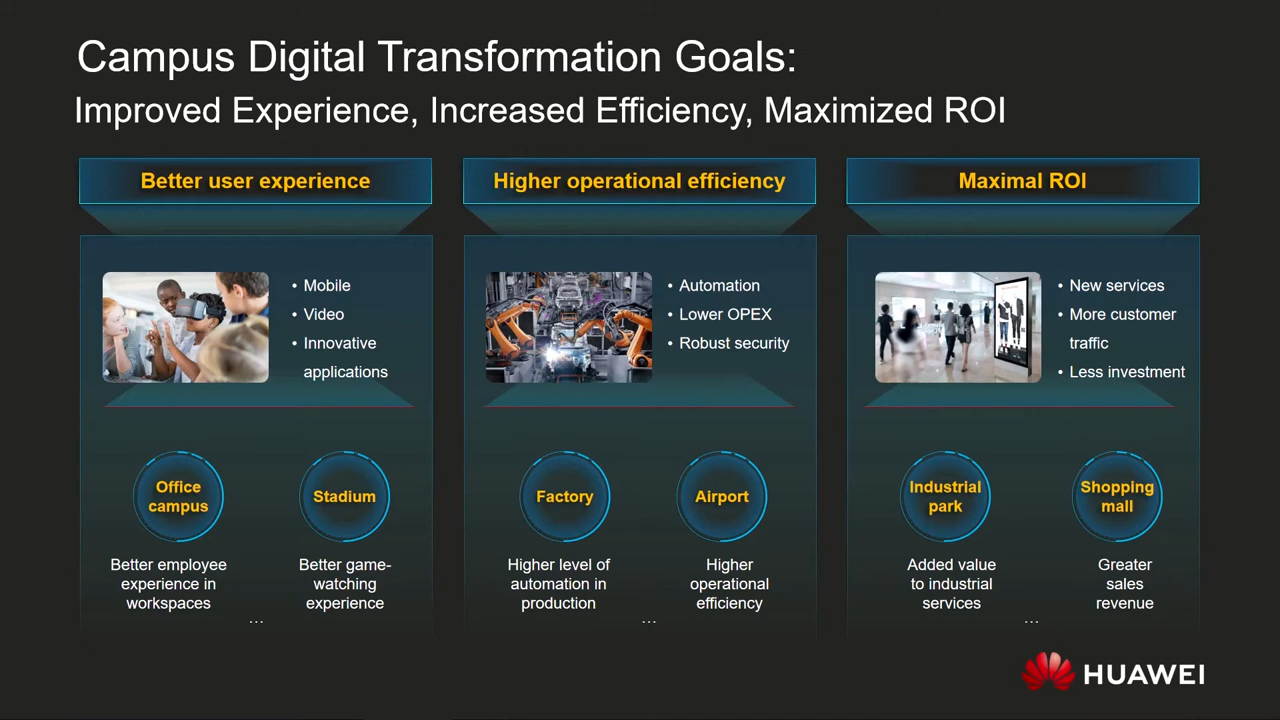 Campus Digital Transformation Goals:
Improved Experience, Increased Efficiency, Maximized ROI
Better user experience
• Mobile
• Video
• Innovative
applications
Office
campus
Better employee
experience in
workspaces
Stadium
Better game-
watching
experience
...
Higher operational efficiency
• Automation
• Lower OPEX
• Robust security
Factory
Higher level of
automation in
production
Airport
Higher
operational
efficiency
...
Maximal ROI
• New services
• More customer
traffic
• Less investment
Industrial
park
Added value
to industrial
services
Shopping
mall
Greater
sales
revenue
...
HUAWEI